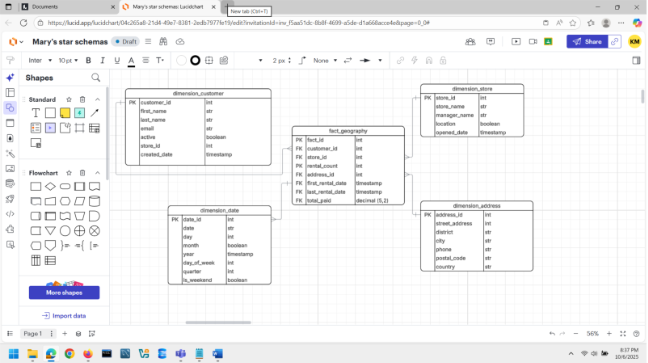 Documents
Mary's star schemas: Lucidchart
New tab (Ctrl+T)
Mary's star schemas
Draft
Share
KM
Inter
10 pt
B I U A T
2 px
None
Shapes
Standard
T
Flowchart
More shapes
Import data
dimension_customer
PK customer_id int
first_name str
last_name str
email str
active boolean
store_id int
created_date timestamp
fact_geography
PK fact_id int
FK customer_id int
FK store_id int
PK rental_count int
FK address_id int
FK first_rental_date timestamp
FK last_rental_date timestamp
FK total_paid decimal (5,2)
dimension_store
PK store_id int
store_name str
manager_name str
location boolean
opened_date timestamp
dimension_date
PK date_id int
date str
day int
month boolean
year timestamp
day_of_week int
quarter int
is_weekend boolean
dimension_address
PK address_id int
street_address int
district str
city str
phone str
postal_code str
country str
Page 1
56%
8:37 PM
10/6/2025